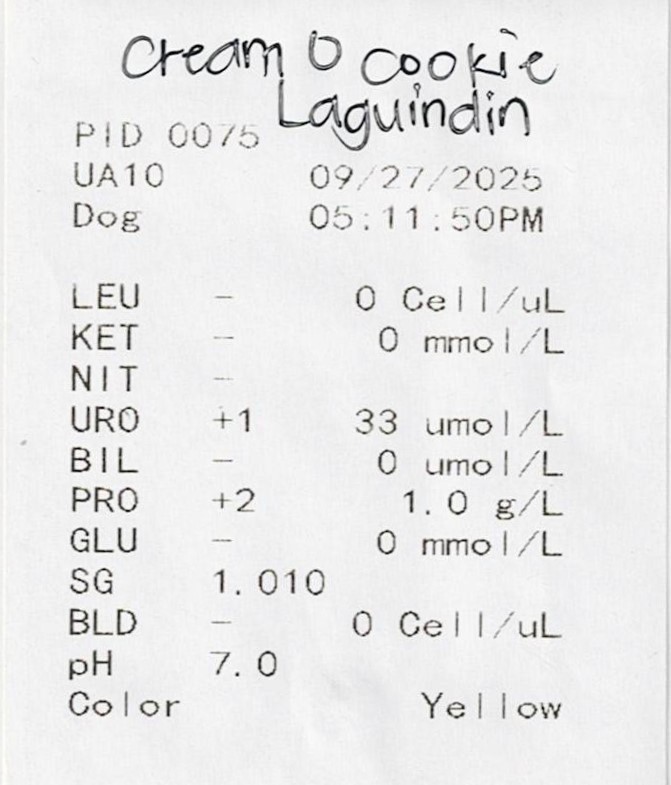 Cream O Cookie
Laguindin
PID 0075
UA10 09/27/2025
Dog 05:11:50PM
LEU - 0 Cell/uL
KET - 0 mmol/L
NIT -
URO +1 33 umol/L
BIL - 0 umol/L
PRO +2 1.0 g/L
GLU - 0 mmol/L
SG 1.010
BLD - 0 Cell/uL
pH 7.0
Color Yellow